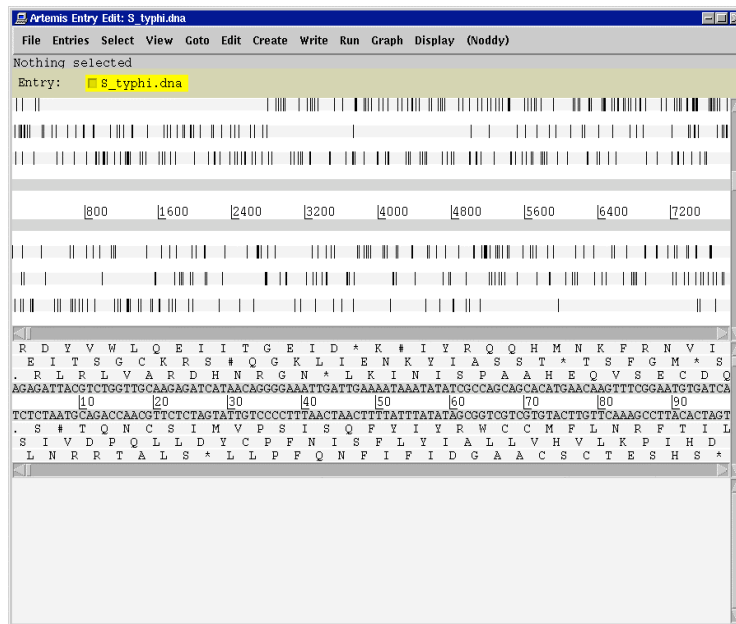 Artemis Entry Edit: S_typhi.dna
File Entries Select View Goto Edit Create Write Run Graph Display (Noddy)
Nothing selected
Entry: S_typhi.dna
800 1600 2400 3200 4000 4800 5600 6400 7200
R D Y V W L Q E I I T G E I D * K # I Y R Q Q H M N K F R N V I
E I T S G C K R S # Q G K L I E N K Y I A S S T * T S F G M * S
. R L R L V A R D H N R G N * L K I N I S P A A H E Q V S E C D Q
AGAGATTACGTCTGGTTGCAAGAGATCATAACAGGGGAAATTGATTGAAAATAAATATATCGCCAGCAGCACATGAACAAGTTTCGGAATGTGATCA
10 20 30 40 50 60 70 80 90
TCTCTAATGCAGACCAACGTTCTCTAGTATTGTCCCCTTTAACTAACTTTTATTTATATAGCGGTCGTCGTGTACTTGTTCAAAGCCTTACACTAGT
. S # T Q N C S I M V P S I S Q F Y I Y R W C C M F L N R F T I L
S I V D P Q L L D Y C P F N I S F L Y I A L L V H V L K P I H D
L N R R T A L S * L L P F Q N F I F I D G A A C S C T E S H S *